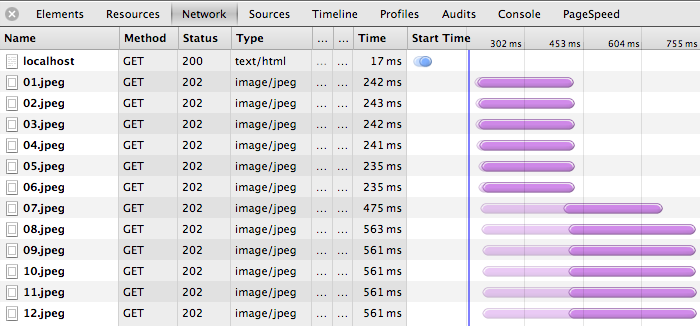 Elements Resources Network Sources Timeline Profiles Audits Console PageSpeed
Name Method Status Type ... ... Time Start Time
302 ms 453 ms 604 ms 755 ms
localhost GET 200 text/html ... ... 17 ms
01.jpeg GET 202 image/jpeg ... ... 242 ms
02.jpeg GET 202 image/jpeg ... ... 243 ms
03.jpeg GET 202 image/jpeg ... ... 242 ms
04.jpeg GET 202 image/jpeg ... ... 241 ms
05.jpeg GET 202 image/jpeg ... ... 235 ms
06.jpeg GET 202 image/jpeg ... ... 235 ms
07.jpeg GET 202 image/jpeg ... ... 475 ms
08.jpeg GET 202 image/jpeg ... ... 563 ms
09.jpeg GET 202 image/jpeg ... ... 561 ms
10.jpeg GET 202 image/jpeg ... ... 561 ms
11.jpeg GET 202 image/jpeg ... ... 561 ms
12.jpeg GET 202 image/jpeg ... ... 561 ms